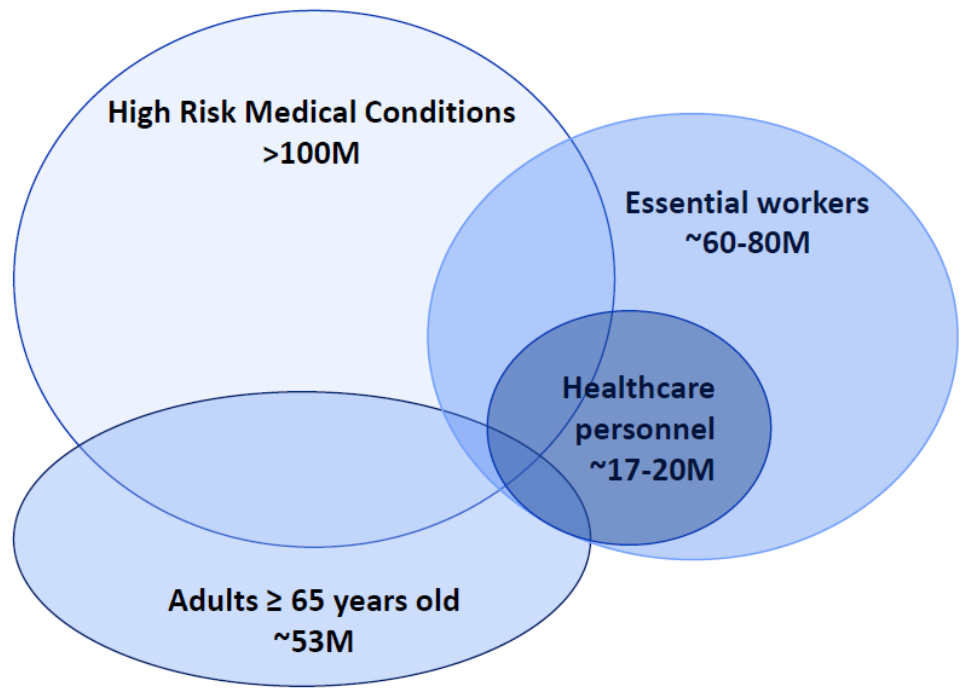 High Risk Medical Conditions
>100M
Essential workers
~60-80M
Healthcare
personnel
~17-20M
Adults ≥ 65 years old
~53M